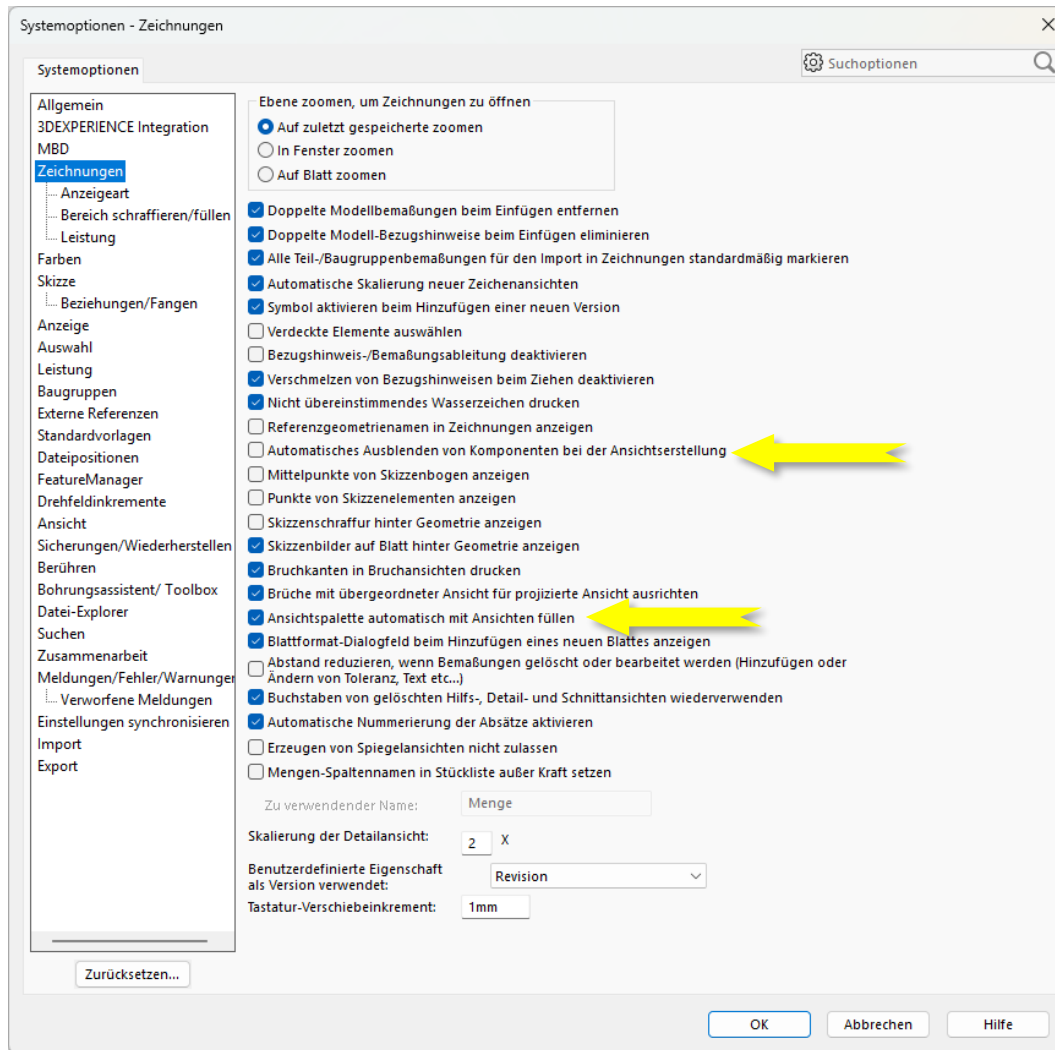 Systemoptionen - Zeichnungen
Systemoptionen
Suchoptionen
Allgemein
3DEXPERIENCE Integration
MBD
Zeichnungen
Anzeigeart
Bereich schraffieren/füllen
Leistung
Farben
Skizze
Beziehungen/Fangen
Anzeige
Auswahl
Leistung
Baugruppen
Externe Referenzen
Standardvorlagen
Dateipositionen
FeatureManager
Drehfeldinkremente
Ansicht
Sicherungen/Wiederherstellen
Berühren
Bohrungsassistent/ Toolbox
Datei-Explorer
Suchen
Zusammenarbeit
Meldungen/Fehler/Warnungen
Verworfene Meldungen
Einstellungen synchronisieren
Import
Export
Zurücksetzen...
Ebene zoomen, um Zeichnungen zu öffnen
Auf zuletzt gespeicherte zoomen
In Fenster zoomen
Auf Blatt zoomen
Doppelte Modellbemaßungen beim Einfügen entfernen
Doppelte Modell-Bezugshinweise beim Einfügen eliminieren
Alle Teil-/Baugruppenbemaßungen für den Import in Zeichnungen standardmäßig markieren
Automatische Skalierung neuer Zeichenansichten
Symbol aktivieren beim Hinzufügen einer neuen Version
Verdeckte Elemente auswählen
Bezugshinweis-/Bemaßungsableitung deaktivieren
Verschmelzen von Bezugshinweisen beim Ziehen deaktivieren
Nicht übereinstimmendes Wasserzeichen drucken
Referenzgeometrienamen in Zeichnungen anzeigen
Automatisches Ausblenden von Komponenten bei der Ansichtserstellung
Mittelpunkte von Skizzenbogen anzeigen
Punkte von Skizzenelementen anzeigen
Skizzenschraffur hinter Geometrie anzeigen
Skizzenbilder auf Blatt hinter Geometrie anzeigen
Bruchkanten in Bruchansichten drucken
Brüche mit übergeordneter Ansicht für projizierte Ansicht ausrichten
Ansichtspalette automatisch mit Ansichten füllen
Blattformat-Dialogfeld beim Hinzufügen eines neuen Blattes anzeigen
Abstand reduzieren, wenn Bemaßungen gelöscht oder bearbeitet werden (Hinzufügen oder
Ändern von Toleranz, Text etc...)
Buchstaben von gelöschten Hilfs-, Detail- und Schnittansichten wiederverwenden
Automatische Nummerierung der Absätze aktivieren
Erzeugen von Spiegelansichten nicht zulassen
Mengen-Spaltennamen in Stückliste außer Kraft setzen
Zu verwendender Name: Menge
Skalierung der Detailansicht: 2 X
Benutzerdefinierte Eigenschaft
als Version verwendet: Revision
Tastatur-Verschiebeinkrement: 1mm
OK Abbrechen Hilfe